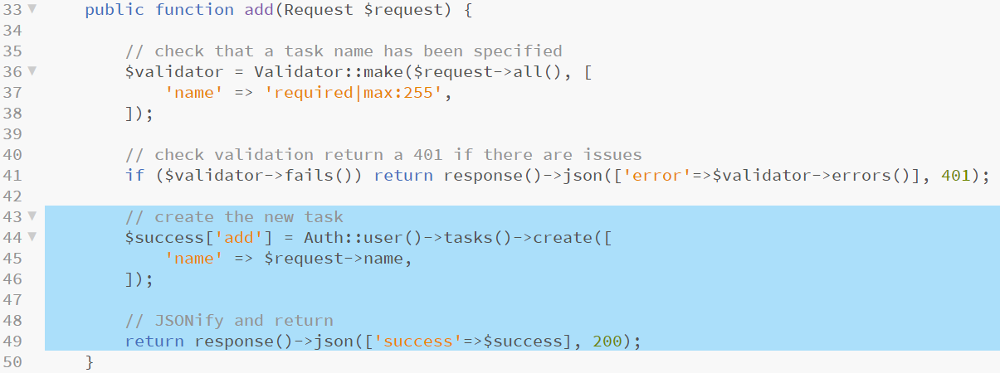 33 ▼ public function add(Request $request) {
34
35 // check that a task name has been specified
36 ▼ $validator = Validator::make($request->all(), [
37 'name' => 'required|max:255',
38 ]);
39
40 // check validation return a 401 if there are issues
41 if ($validator->fails()) return response()->json(['error'=>$validator->errors()], 401);
42
43 ▼ // create the new task
44 ▼ $success['add'] = Auth::user()->tasks()->create([
45 'name' => $request->name,
46 ]);
47
48 // JSONify and return
49 return response()->json(['success'=>$success], 200);
50 }